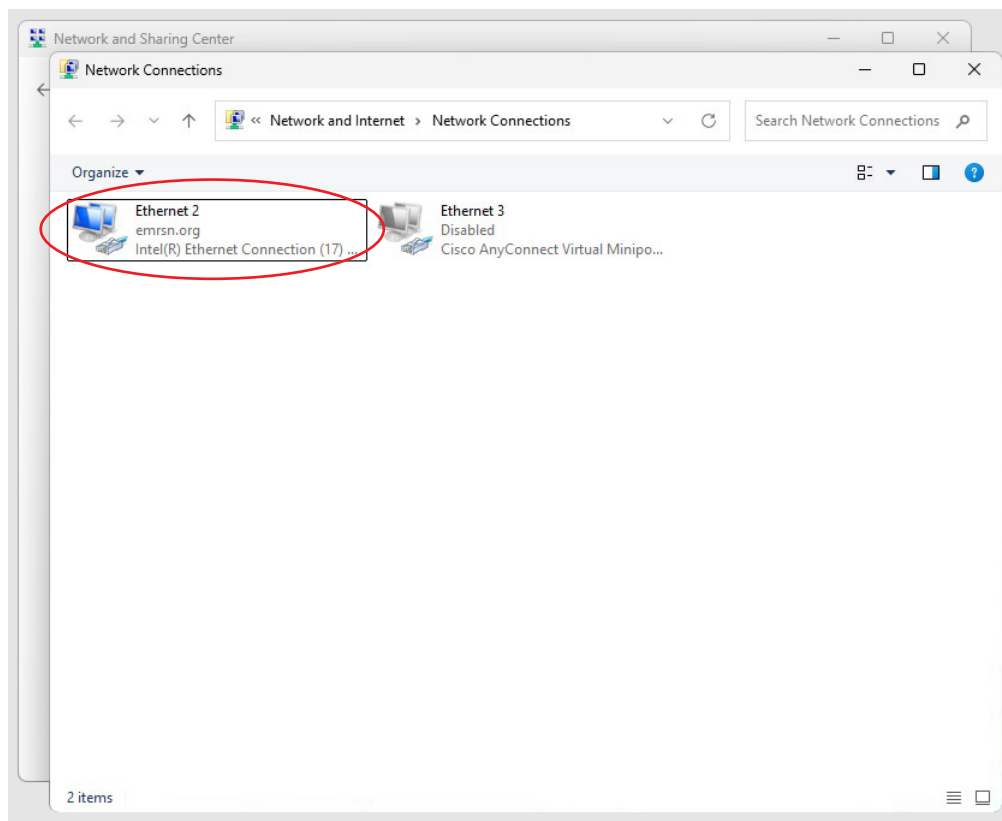 Network and Sharing Center
Network Connections
« Network and Internet › Network Connections
Search Network Connections
Organize
Ethernet 2
emrsn.org
Intel(R) Ethernet Connection (17) ...
Ethernet 3
Disabled
Cisco AnyConnect Virtual Minipo...
2 items